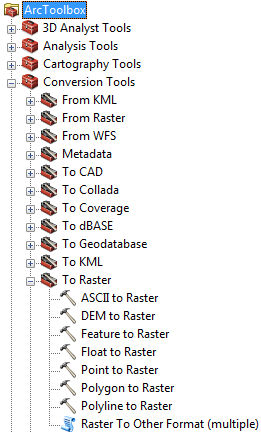 ArcToolbox
3D Analyst Tools
Analysis Tools
Cartography Tools
Conversion Tools
From KML
From Raster
From WFS
Metadata
To CAD
To Collada
To Coverage
To dBASE
To Geodatabase
To KML
To Raster
ASCII to Raster
DEM to Raster
Feature to Raster
Float to Raster
Point to Raster
Polygon to Raster
Polyline to Raster
Raster To Other Format (multiple)